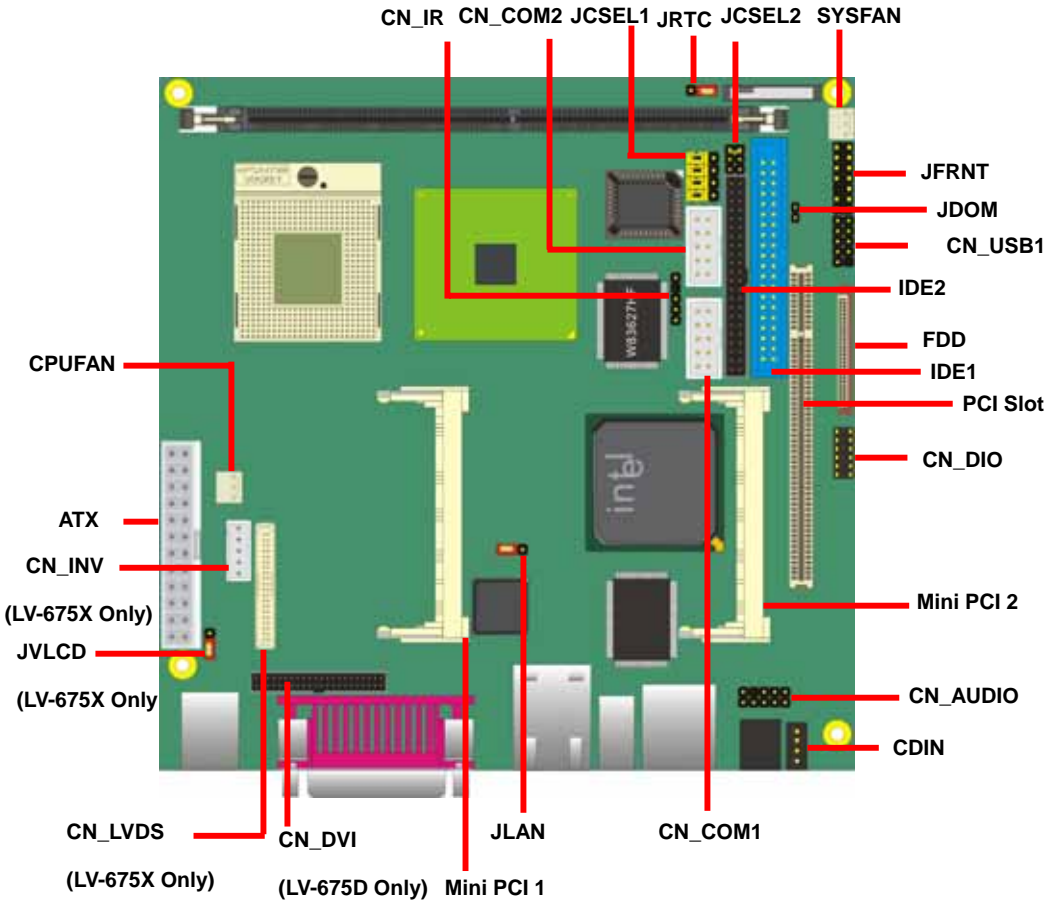 CN_IR
CN_COM2
JCSEL1
JRTC
JCSEL2
SYSFAN
JFRNT
JDOM
CN_USB1
IDE2
W83627HF
FDD
CPUFAN
IDE1
PCI Slot
CN_DIO
intel
ATX
CN_INV
(LV-675X Only)
Mini PCI 2
JVLCD
(LV-675X Only
CN_AUDIO
CDIN
CN_LVDS
(LV-675X Only)
CN_DVI
(LV-675D Only)
Mini PCI 1
JLAN
CN_COM1